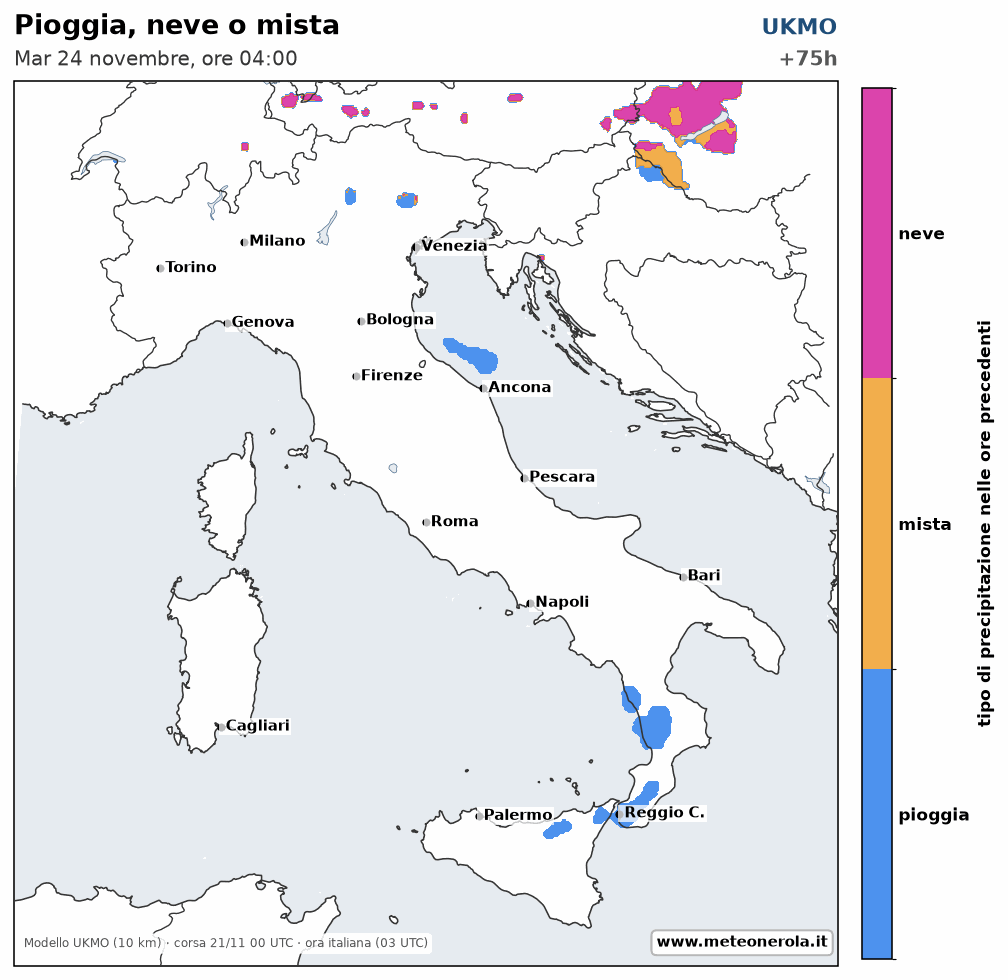 Pioggia, neve o mista
UKMO
Mar 24 novembre, ore 04:00
+75h
neve
Milano
Venezia
Torino
Genova
Bologna
Firenze
Ancona
Pescara
Roma
mista
Bari
Napoli
Cagliari
Palermo
Reggio C.
pioggia
tipo di precipitazione nelle ore precedenti
Modello UKMO (10 km) · corsa 21/11 00 UTC · ora italiana (03 UTC)
www.meteonerola.it